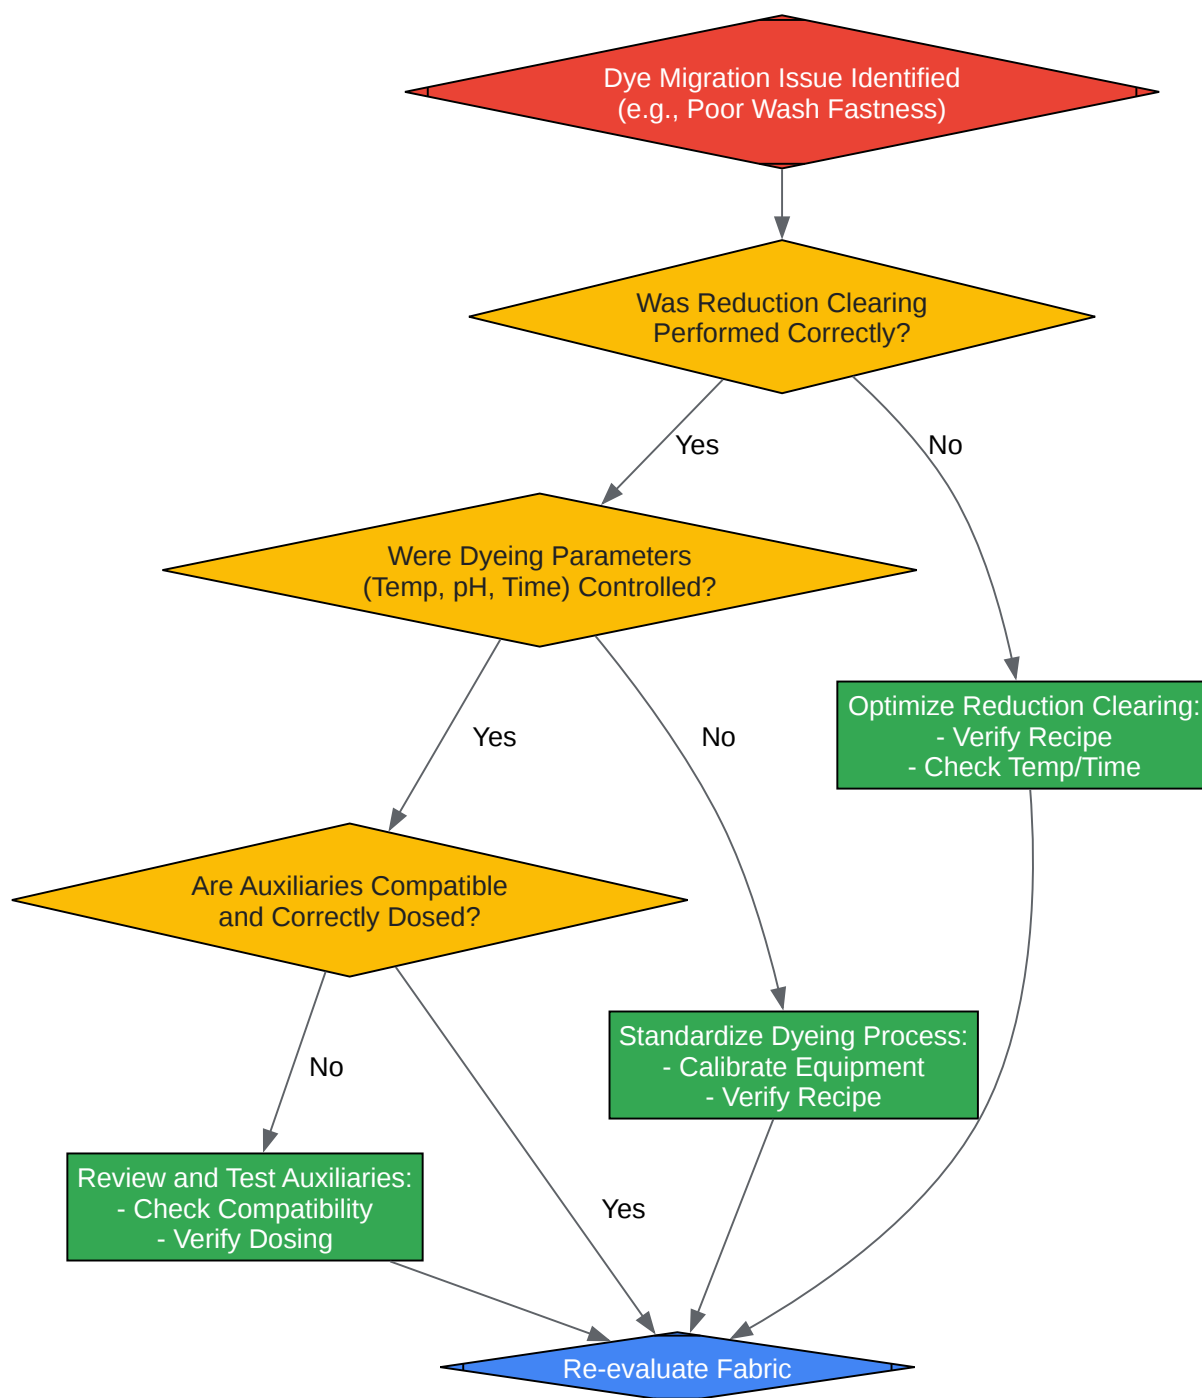 Dye Migration Issue Identified
(e.g., Poor Wash Fastness)
Was Reduction Clearing
Performed Correctly?
Yes
No
Were Dyeing Parameters
(Temp, pH, Time) Controlled?
Optimize Reduction Clearing:
- Verify Recipe
- Check Temp/Time
Yes
No
Are Auxiliaries Compatible
and Correctly Dosed?
Standardize Dyeing Process:
- Calibrate Equipment
- Verify Recipe
No
Yes
Review and Test Auxiliaries:
- Check Compatibility
- Verify Dosing
Re-evaluate Fabric